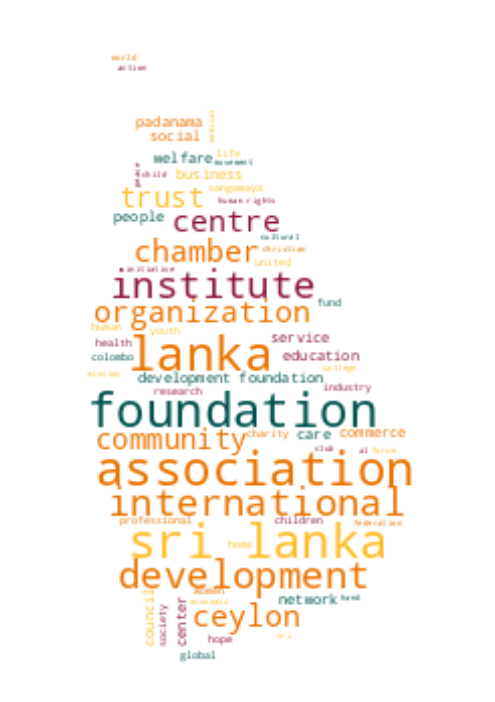 world
action
padanama
social
medical
welfare
life
movement
child
business
sangamaya
trust
human rights
people
centre
cultural
chamber
christian
united
initiative
institute
organization
fund
human
youth
health
service
colombo
lanka
education
college
mission
development foundation
research
industry
foundation
community
charity
care
commerce
club
al
forum
association
international
professional
children
federation
sri lanka
home
development
council
women
economic
network
hand
society
center
ceylon
hope
sri
global